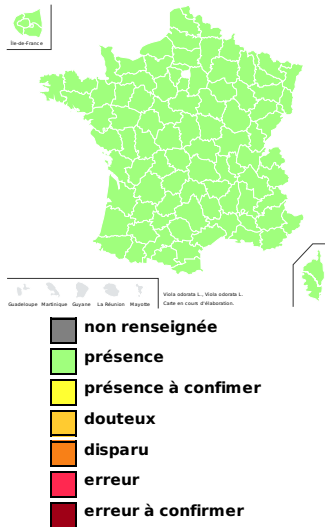 Île-de-France
Guadeloupe Martinique Guyane La Réunion Mayotte
Viola odorata L., Viola odorata L.
Carte en cours d'élaboration.
non renseignée
présence
présence à confimer
douteux
disparu
erreur
erreur à confirmer